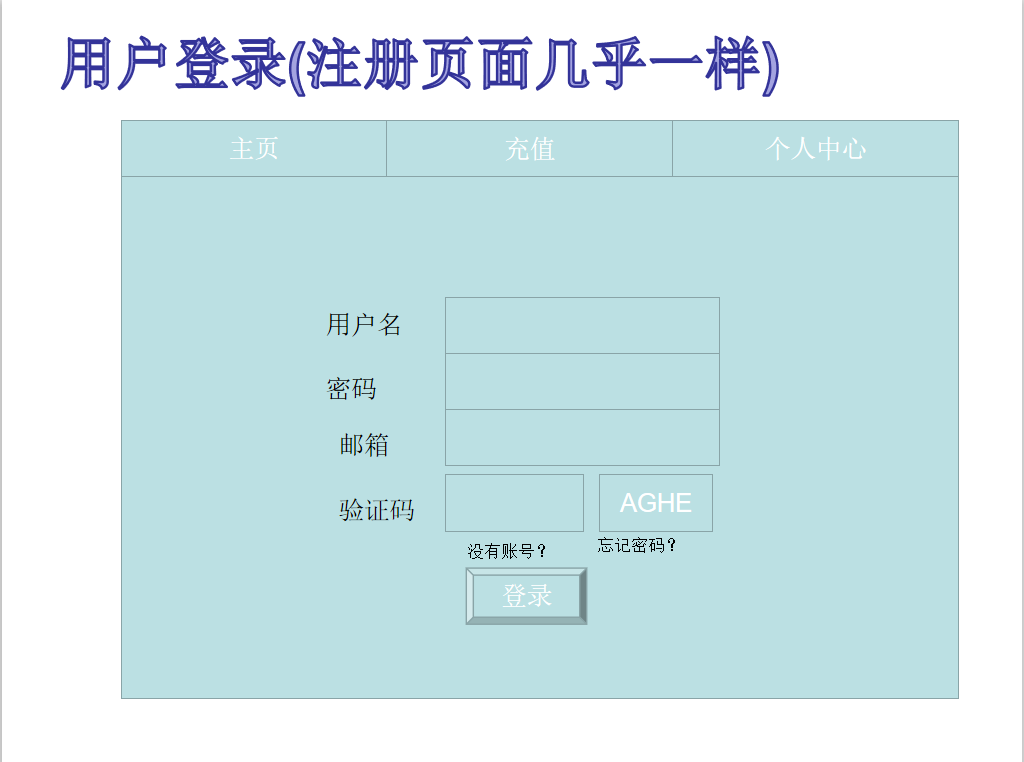 用户登录(注册页面几乎一样)
主页 充值 个人中心
用户名
密码
邮箱
验证码 AGHE
没有账号？ 忘记密码？
登录